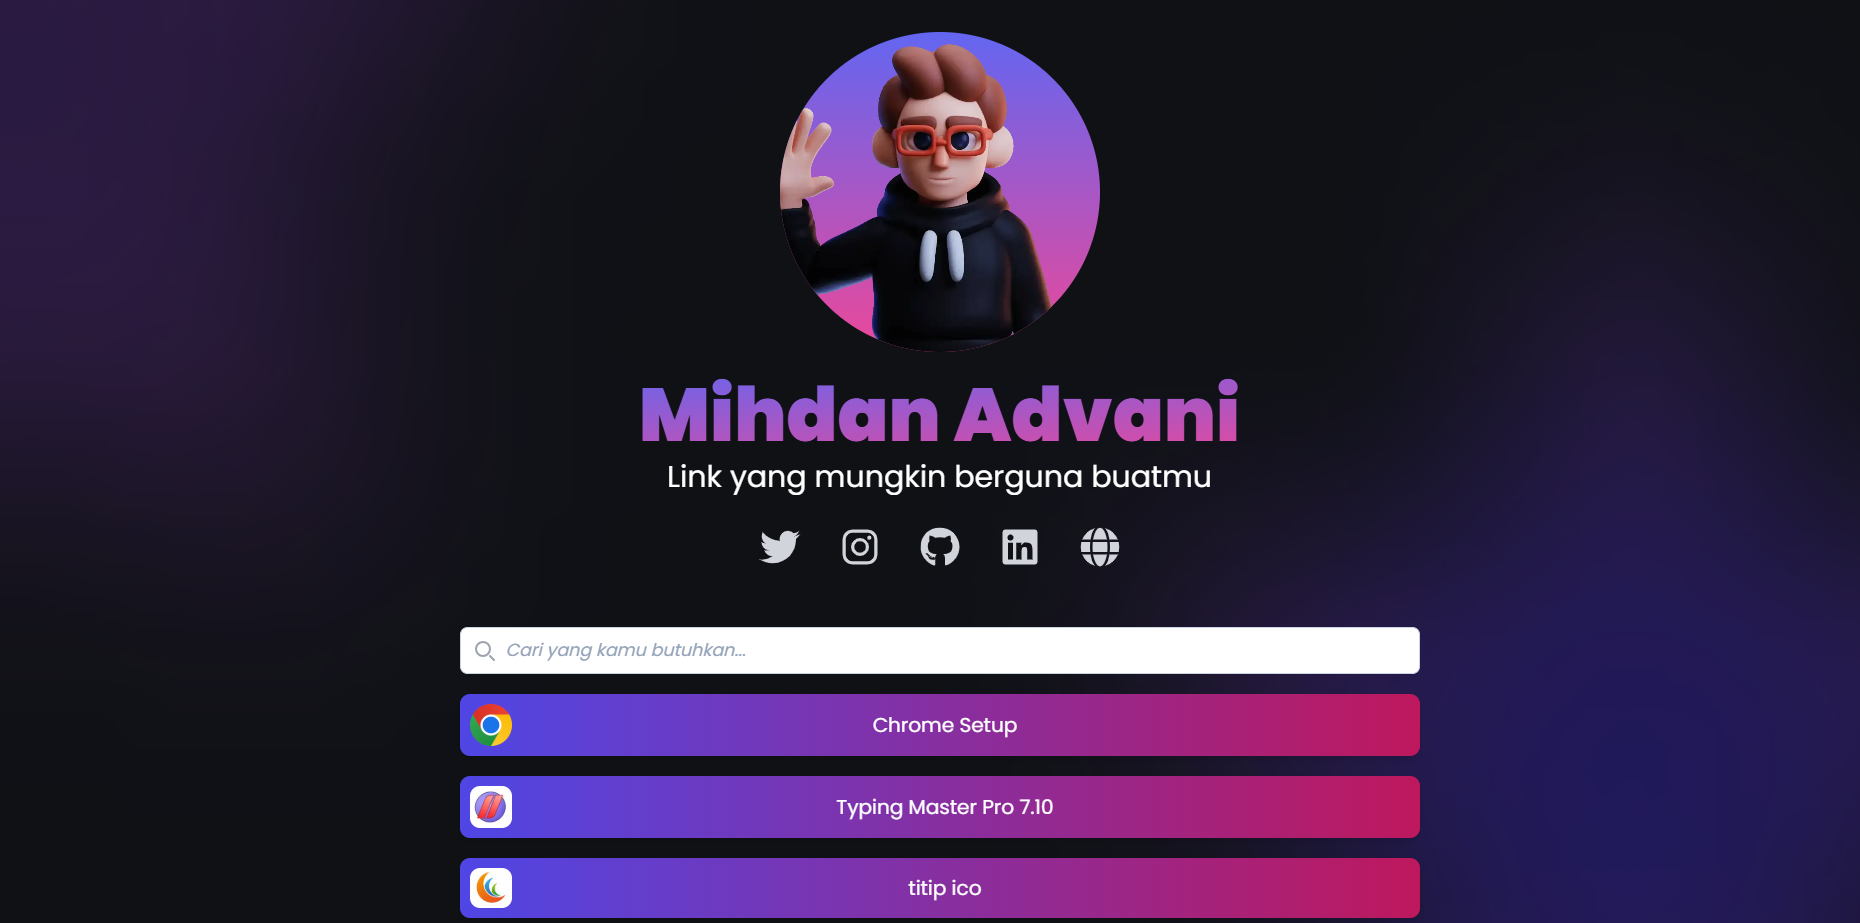 Mihdan Advani
Link yang mungkin berguna buatmu
Cari yang kamu butuhkan...
Chrome Setup
Typing Master Pro 7.10
titip ico